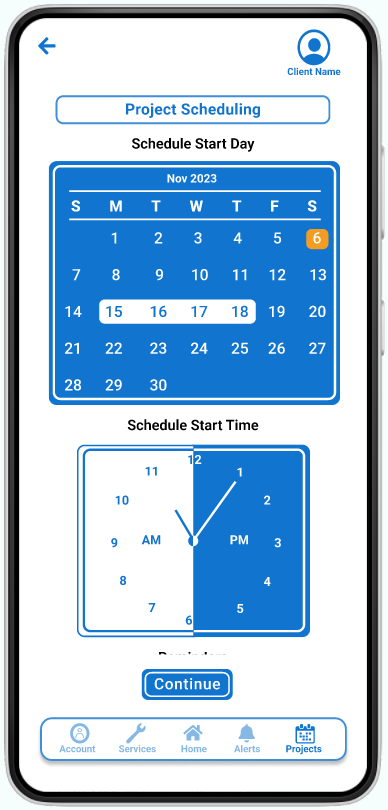 Client Name
Project Scheduling
Schedule Start Day
Nov 2023
S M T W T F S
1 2 3 4 5 6
7 8 9 10 11 12 13
14 15 16 17 18 19 20
21 22 23 24 25 26 27
28 29 30
Schedule Start Time
12
11 1
10 2
AM PM
9 3
8 4
7 5
6
Reminders
Continue
Account Services Home Alerts Projects